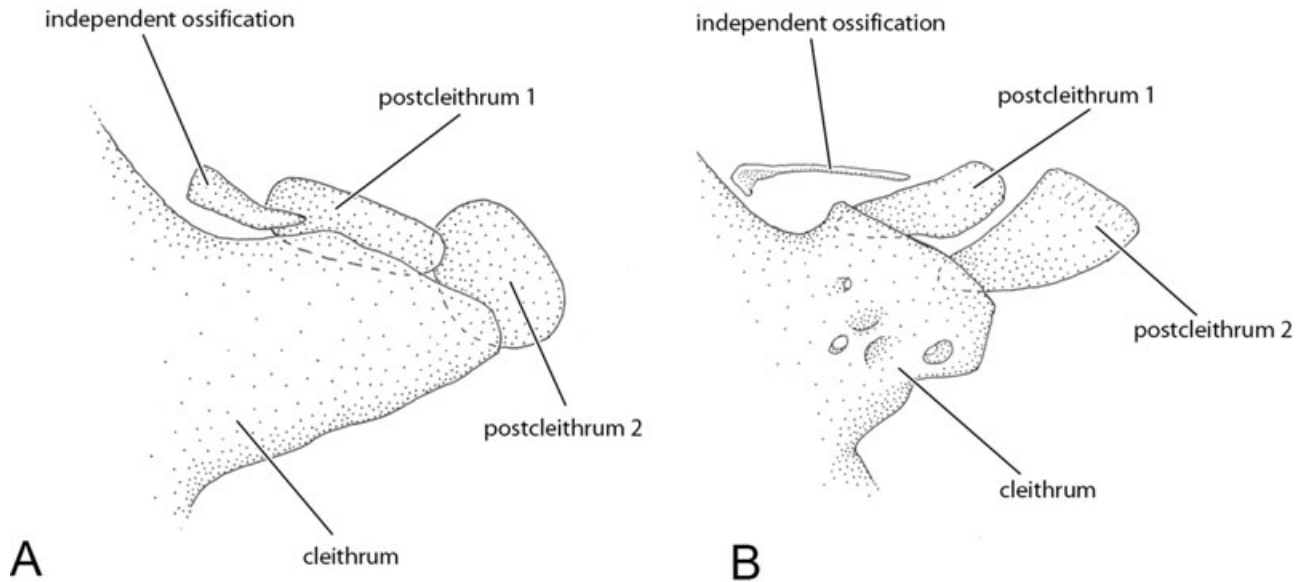 independent ossification
postcleithrum 1
postcleithrum 2
cleithrum
A
independent ossification
postcleithrum 1
postcleithrum 2
cleithrum
B